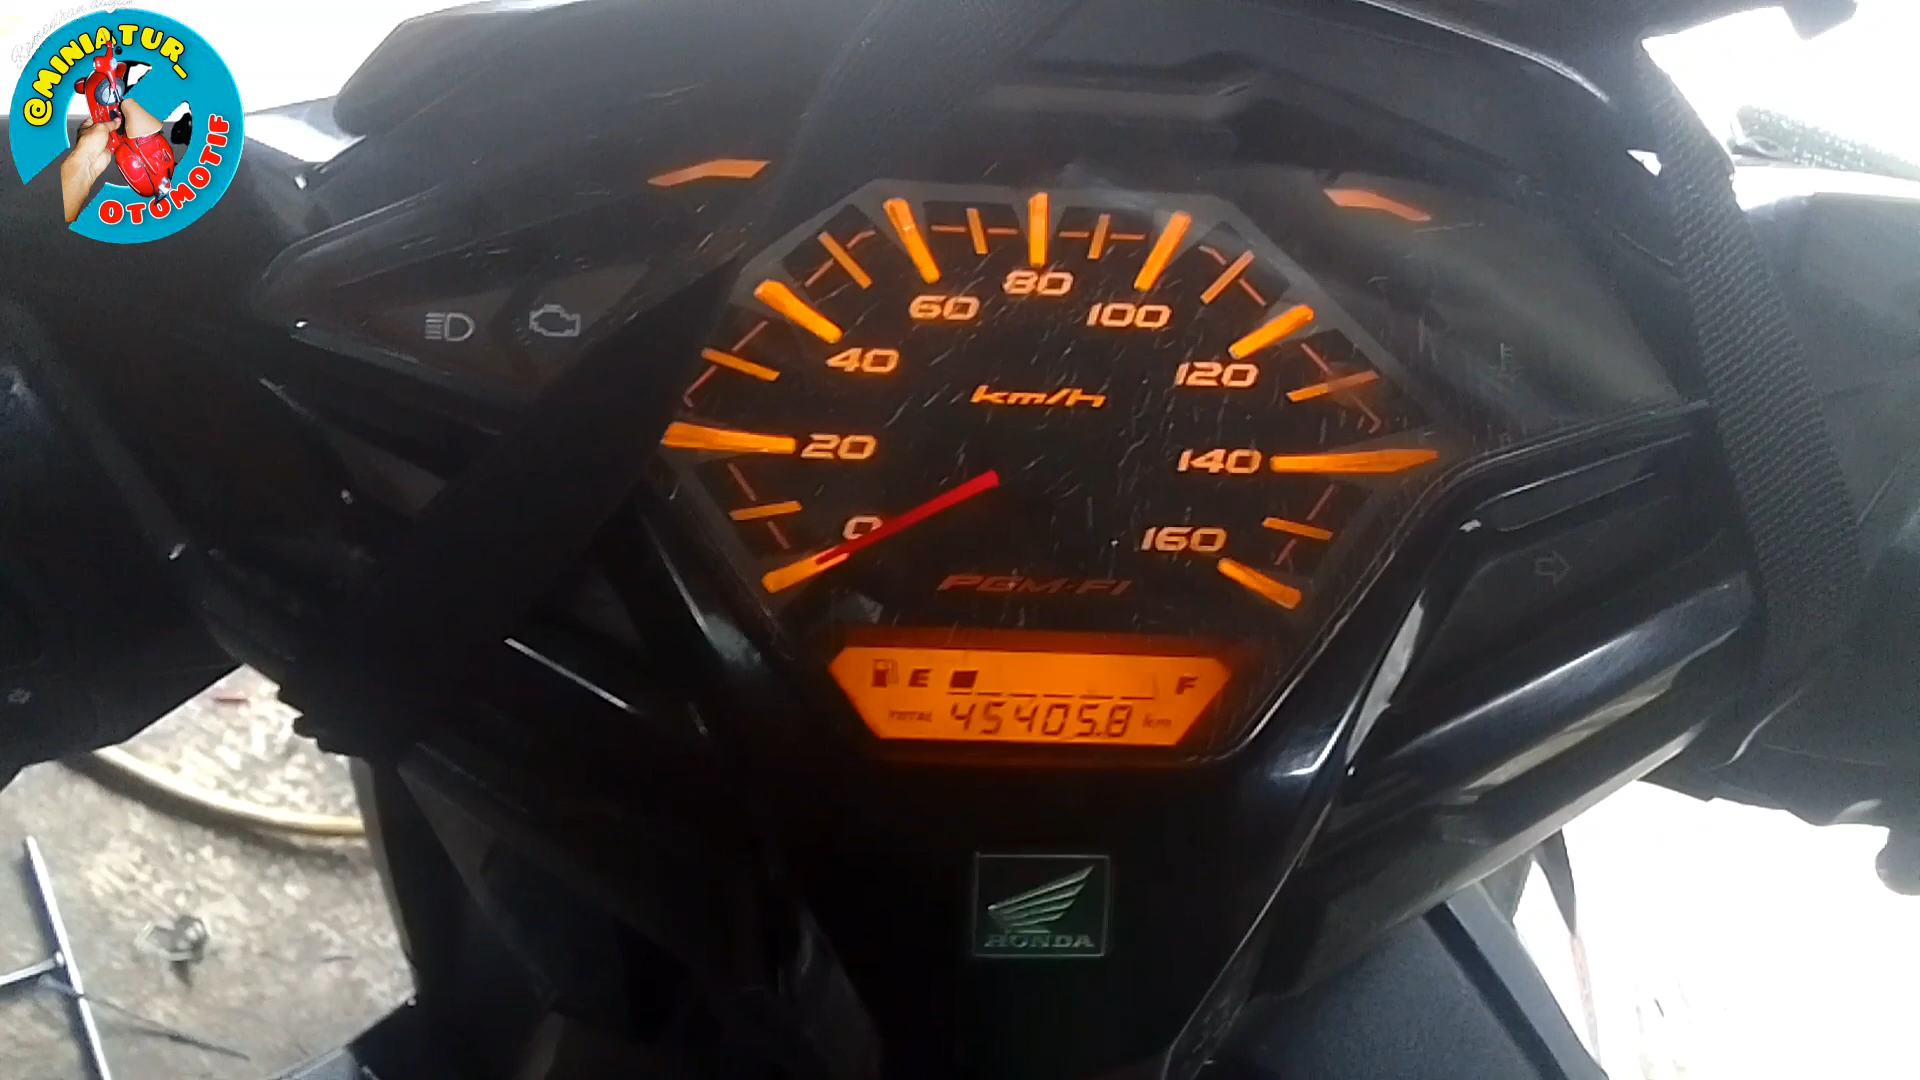 @MINIATUR_
OTOMOTIF
0
20
40
60
80
100
120
140
160
km/h
PGM-FI
E
F
TOTAL 45405.8 km
HONDA